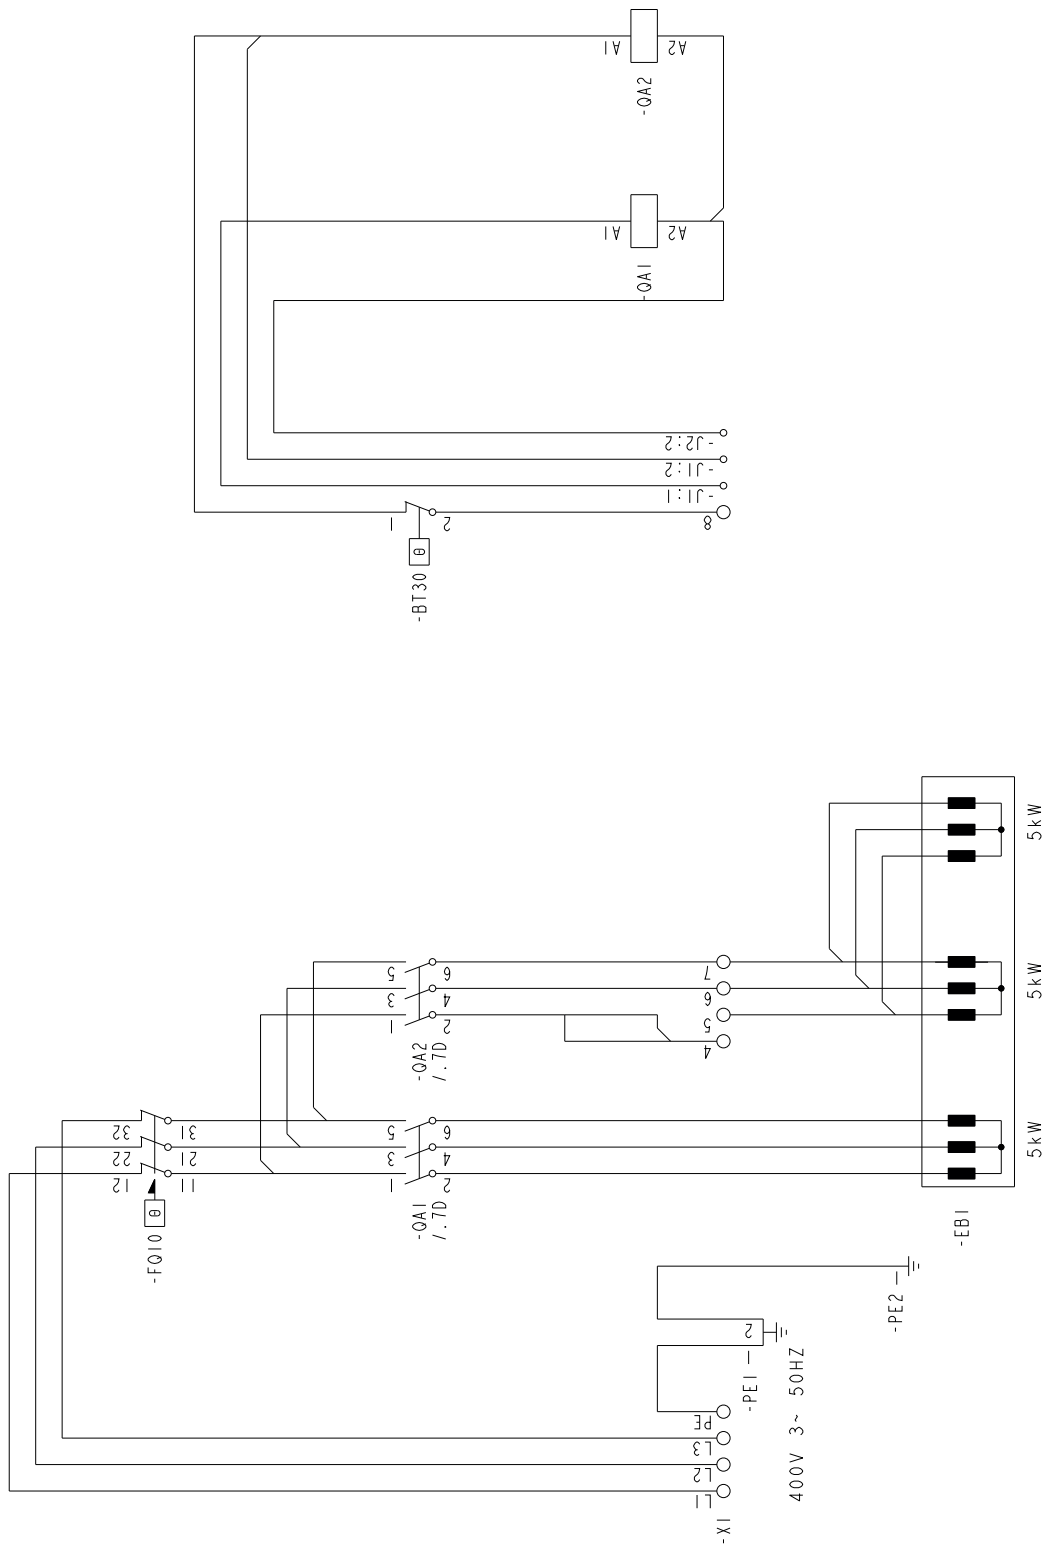 A1
A2
-QA2
A1
A2
-QA1
-J2:2
-J1:2
-J1:1
8
1
2
θ
-BT30
5kW
5kW
5kW
5
6
3
4
1
2
-QA2
/.7D
7
6
5
4
32
31
22
21
12
11
θ
-FQ10
5
6
3
4
1
2
-QA1
/.7D
-EB1
-PE2
2
-PE1
400V 3~ 50HZ
PE
L3
L2
L1
-X1